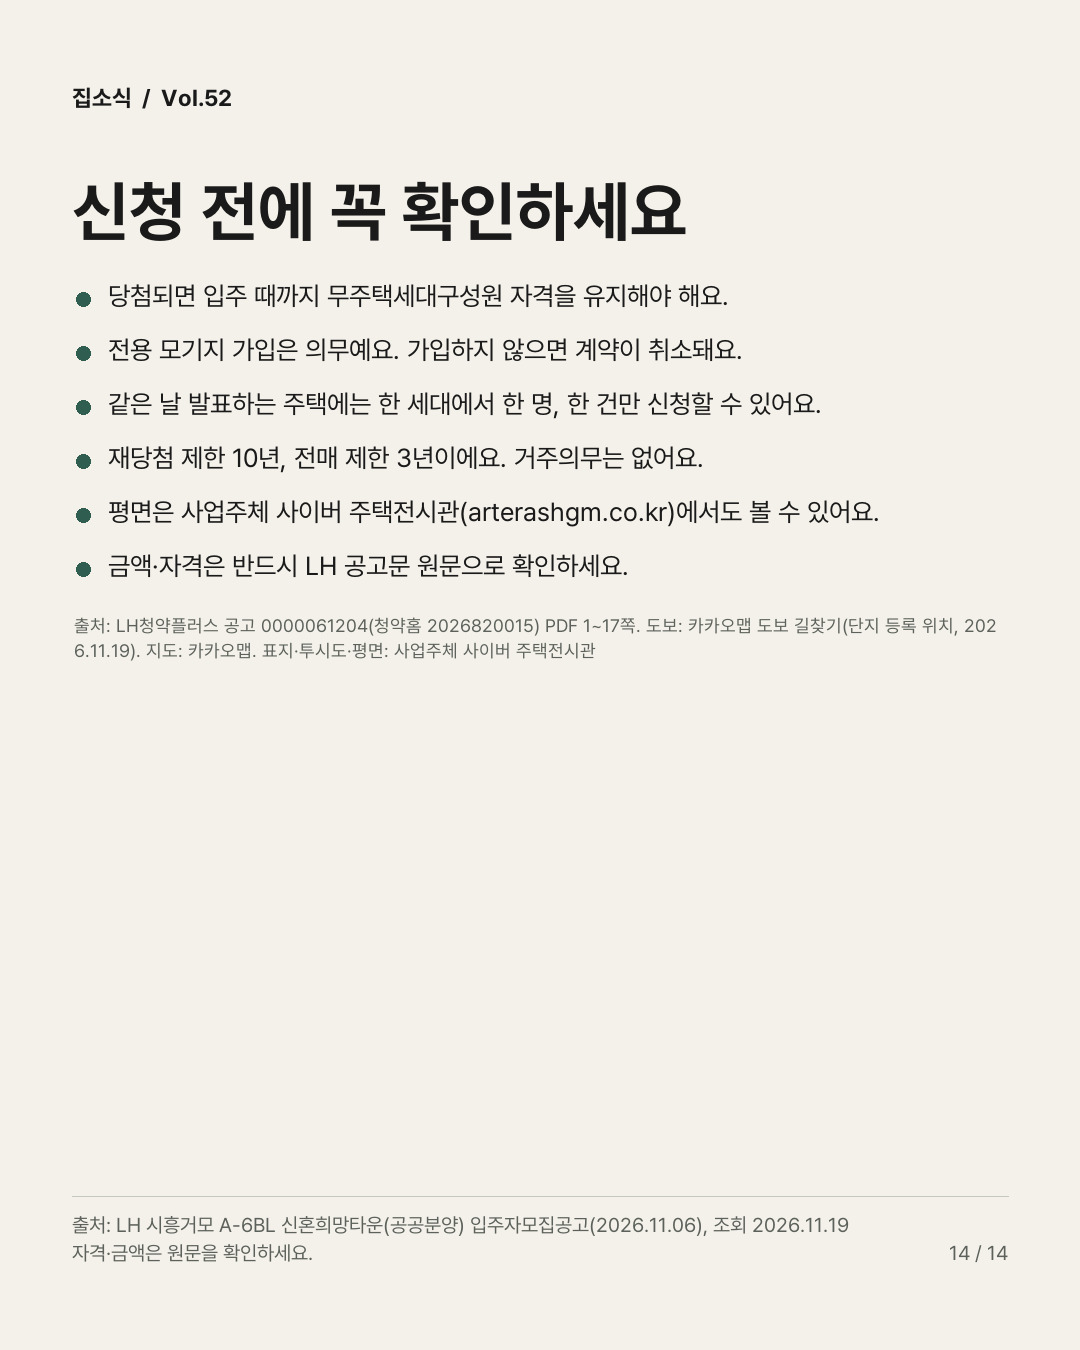 집소식 / Vol.52
신청 전에 꼭 확인하세요
당첨되면 입주 때까지 무주택세대구성원 자격을 유지해야 해요.
전용 모기지 가입은 의무예요. 가입하지 않으면 계약이 취소돼요.
같은 날 발표하는 주택에는 한 세대에서 한 명, 한 건만 신청할 수 있어요.
재당첨 제한 10년, 전매 제한 3년이에요. 거주의무는 없어요.
평면은 사업주체 사이버 주택전시관(arterashgm.co.kr)에서도 볼 수 있어요.
금액·자격은 반드시 LH 공고문 원문으로 확인하세요.
출처: LH청약플러스 공고 0000061204(청약홈 2026820015) PDF 1~17쪽. 도보: 카카오맵 도보 길찾기(단지 등록 위치, 202
6.11.19). 지도: 카카오맵. 표지·투시도·평면: 사업주체 사이버 주택전시관
출처: LH 시흥거모 A-6BL 신혼희망타운(공공분양) 입주자모집공고(2026.11.06), 조회 2026.11.19
자격·금액은 원문을 확인하세요.
14 / 14